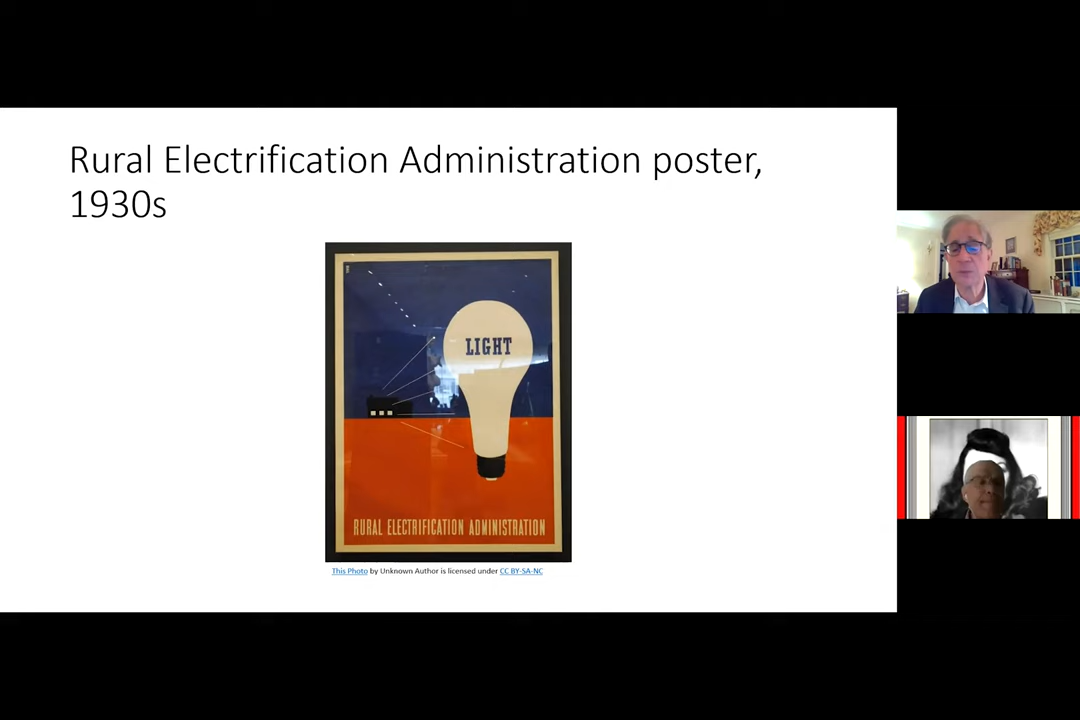 Rural Electrification Administration poster,
1930s
LIGHT
RURAL ELECTRIFICATION ADMINISTRATION
This Photo by Unknown Author is licensed under CC BY-SA-NC